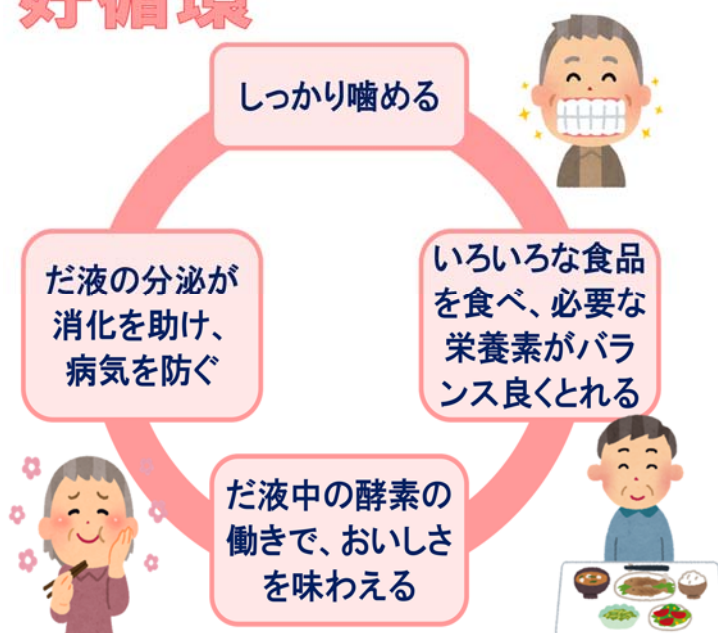 好循環
しっかり噛める
いろいろな食品
を食べ、必要な
栄養素がバラ
ンス良くとれる
だ液中の酵素の
働きで、おいしさ
を味わえる
だ液の分泌が
消化を助け、
病気を防ぐ